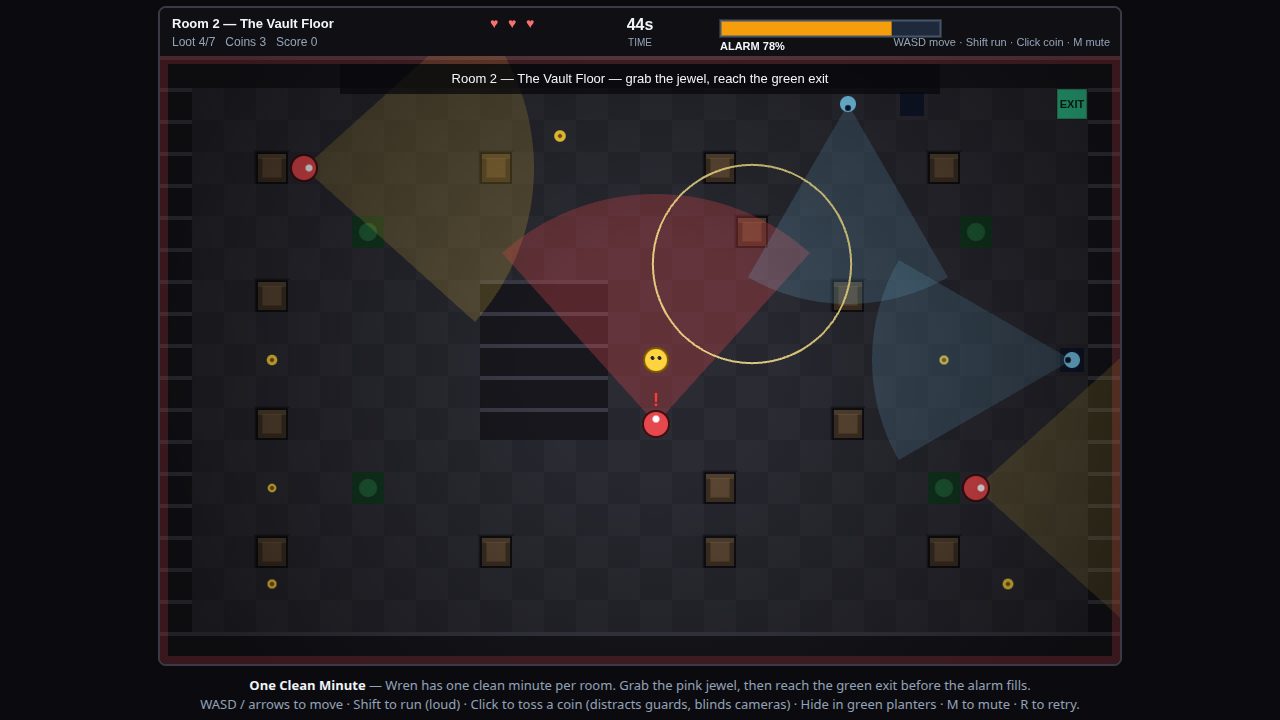 Room 2 — The Vault Floor
♥ ♥ ♥
44s
TIME
Loot 4/7 Coins 3 Score 0
ALARM 78%
WASD move · Shift run · Click coin · M mute
Room 2 — The Vault Floor — grab the jewel, reach the green exit
EXIT
!
One Clean Minute — Wren has one clean minute per room. Grab the pink jewel, then reach the green exit before the alarm fills.
WASD / arrows to move · Shift to run (loud) · Click to toss a coin (distracts guards, blinds cameras) · Hide in green planters · M to mute · R to retry.